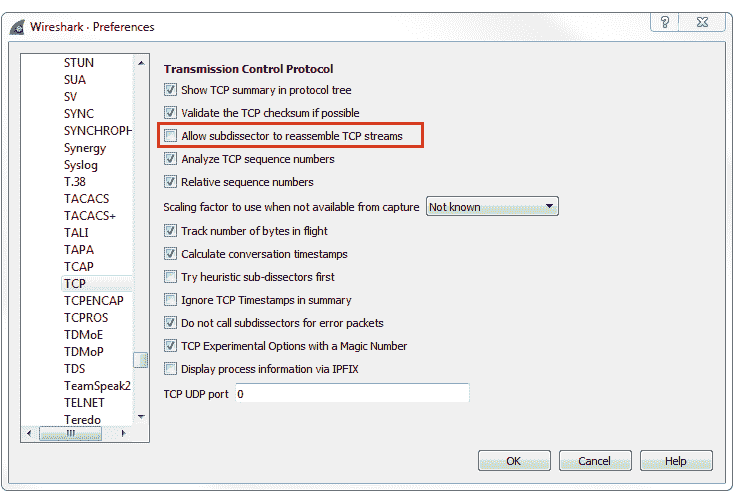 Wireshark · Preferences
STUN
SUA
SV
SYNC
SYNCHROPH
Synergy
Syslog
T.38
TACACS
TACACS+
TALI
TAPA
TCAP
TCP
TCPENCAP
TCPROS
TDMoE
TDMoP
TDS
TeamSpeak2
TELNET
Teredo
Transmission Control Protocol
Show TCP summary in protocol tree
Validate the TCP checksum if possible
Allow subdissector to reassemble TCP streams
Analyze TCP sequence numbers
Relative sequence numbers
Scaling factor to use when not available from capture Not known
Track number of bytes in flight
Calculate conversation timestamps
Try heuristic sub-dissectors first
Ignore TCP Timestamps in summary
Do not call subdissectors for error packets
TCP Experimental Options with a Magic Number
Display process information via IPFIX
TCP UDP port 0
OK Cancel Help